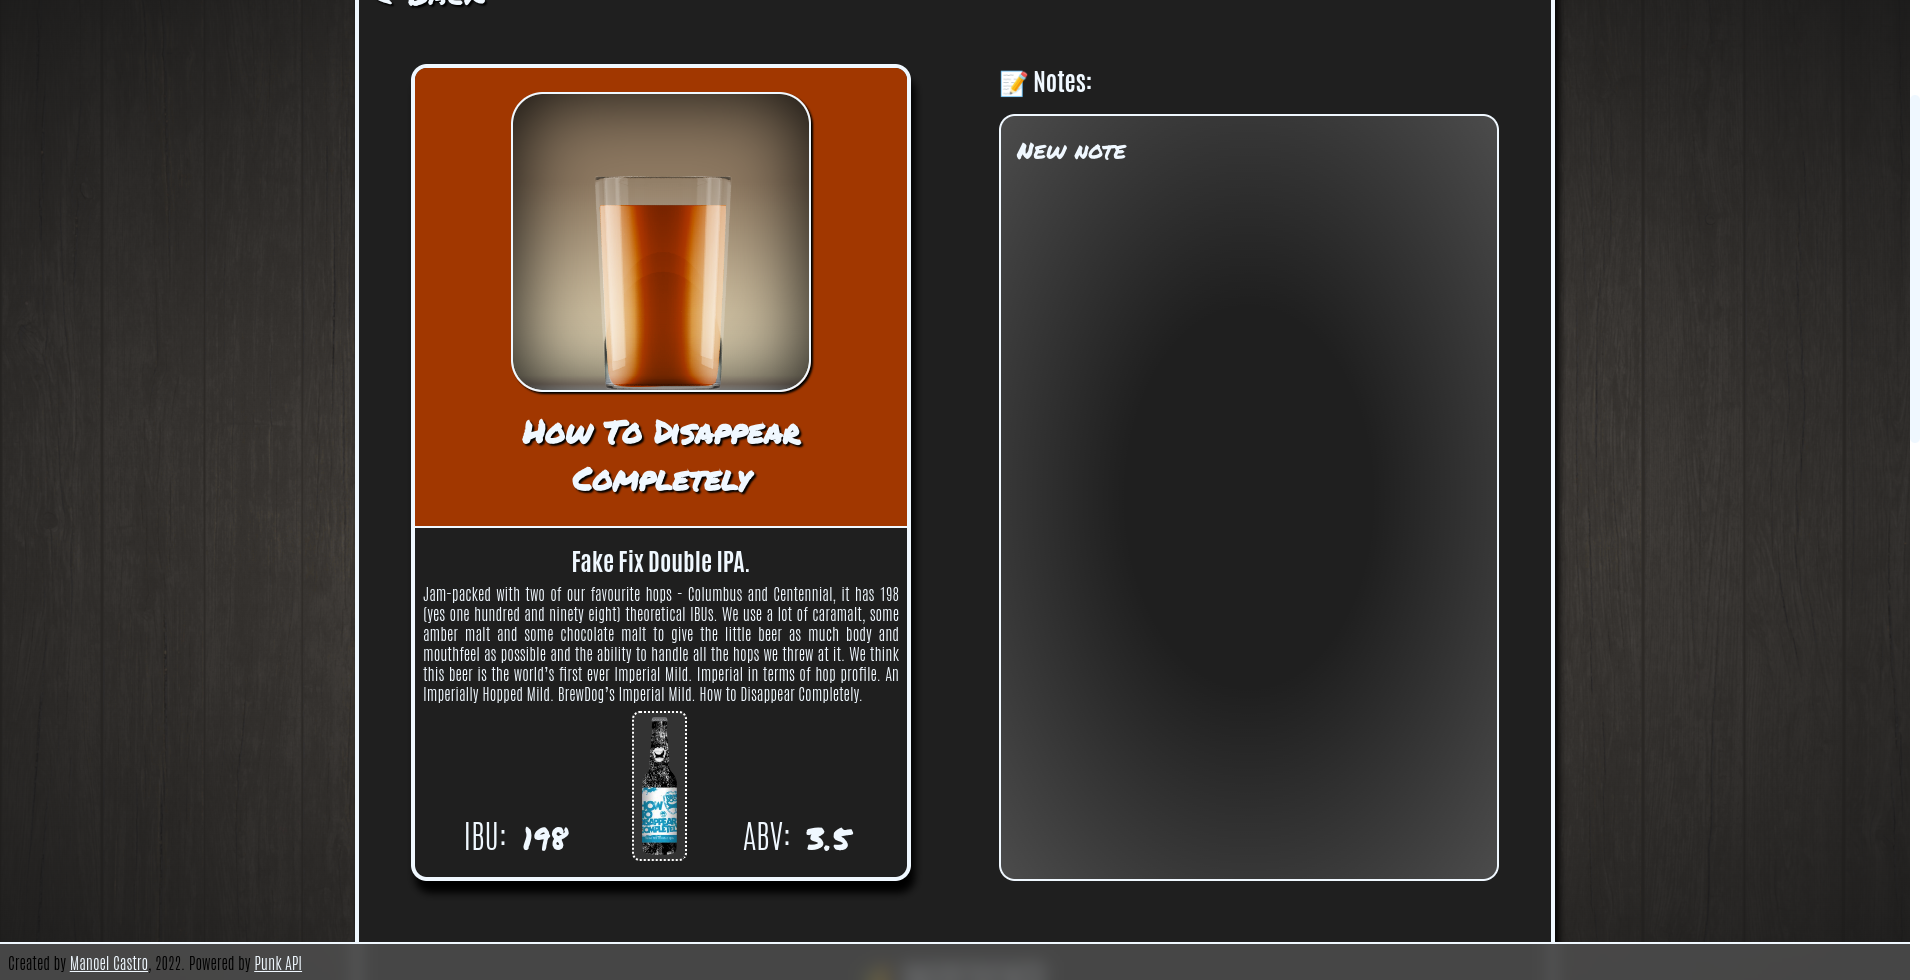 < Back
📝 Notes:
New note
How To Disappear
Completely
Fake Fix Double IPA.
Jam-packed with two of our favourite hops - Columbus and Centennial, it has 198
(yes one hundred and ninety eight) theoretical IBUs. We use a lot of caramalt, some
amber malt and some chocolate malt to give the little beer as much body and
mouthfeel as possible and the ability to handle all the hops we threw at it. We think
this beer is the world’s first ever Imperial Mild. Imperial in terms of hop profile. An
Imperially Hopped Mild. BrewDog’s Imperial Mild. How to Disappear Completely.
HOW
TO
DISAPPEAR
COMPLETELY
IBU: 198
ABV: 3.5
Created by Manoel Castro, 2022. Powered by Punk API